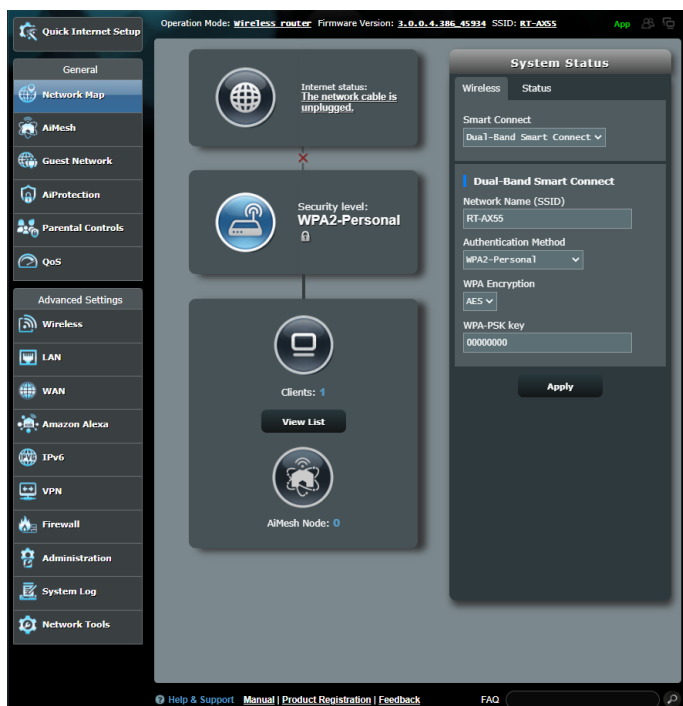 Quick Internet Setup
Operation Mode: Wireless router Firmware Version: 3.0.0.4.386_45934 SSID: RT-AX55 App
General
Network Map
AiMesh
Guest Network
AiProtection
Parental Controls
QoS
Advanced Settings
Wireless
LAN
WAN
Amazon Alexa
IPv6
VPN
Firewall
Administration
System Log
Network Tools
Internet status:
The network cable is
unplugged.
Security level:
WPA2-Personal
Clients: 1
View List
AiMesh Node: 0
System Status
Wireless Status
Smart Connect
Dual-Band Smart Connect
Dual-Band Smart Connect
Network Name (SSID)
RT-AX55
Authentication Method
WPA2-Personal
WPA Encryption
AES
WPA-PSK key
00000000
Apply
Help & Support Manual | Product Registration | Feedback FAQ